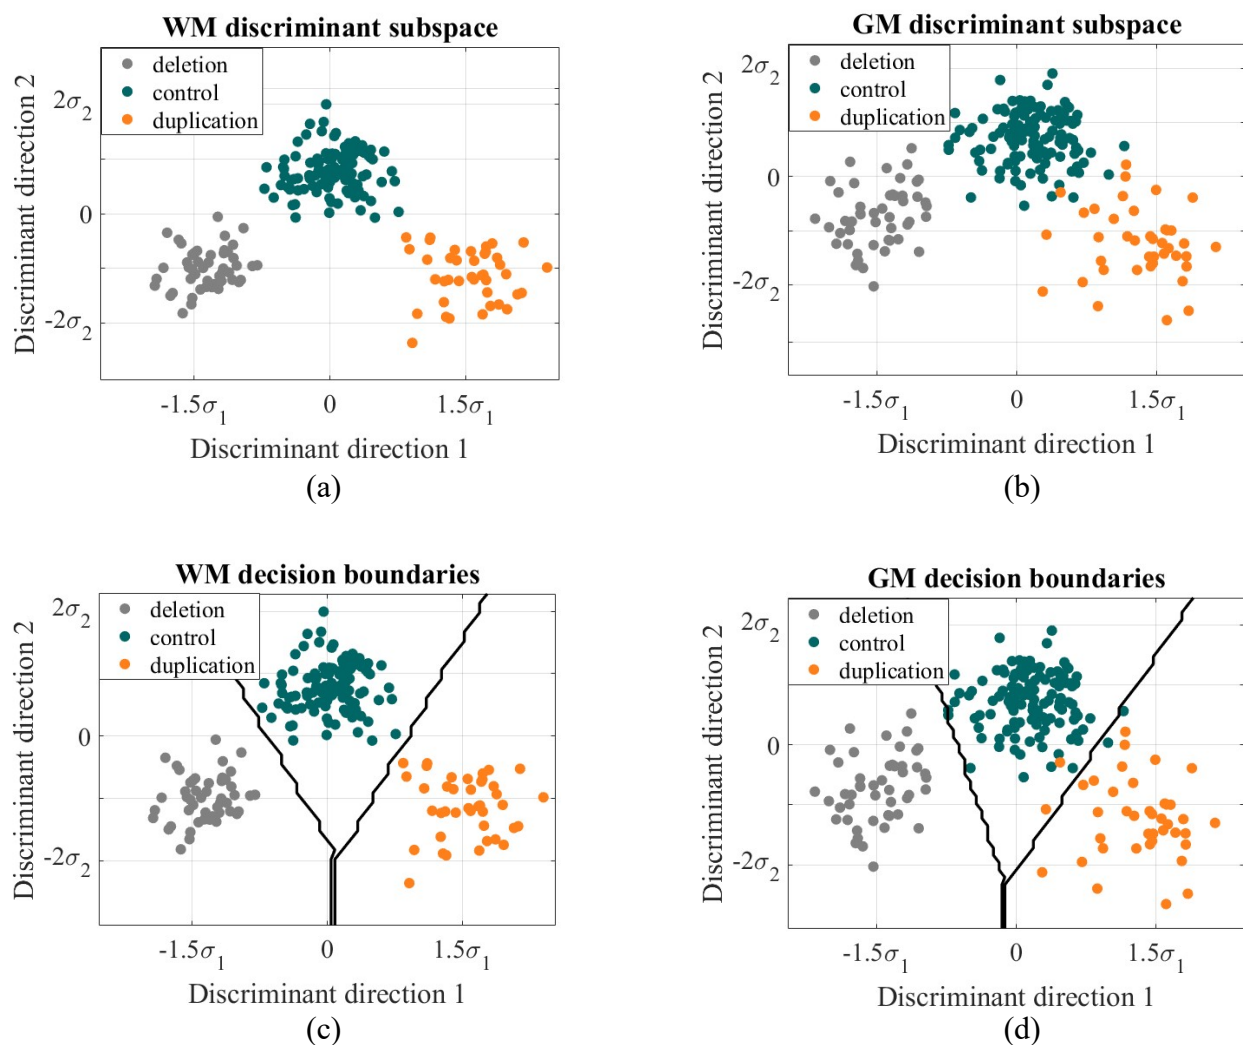 WM discriminant subspace
deletion
control
duplication
Discriminant direction 2
2σ2
0
-2σ2
-1.5σ1
0
1.5σ1
Discriminant direction 1
(a)
GM discriminant subspace
deletion
control
duplication
Discriminant direction 2
2σ2
0
-2σ2
-1.5σ1
0
1.5σ1
Discriminant direction 1
(b)
WM decision boundaries
deletion
control
duplication
Discriminant direction 2
2σ2
0
-2σ2
-1.5σ1
0
1.5σ1
Discriminant direction 1
(c)
GM decision boundaries
deletion
control
duplication
Discriminant direction 2
2σ2
0
-2σ2
-1.5σ1
0
1.5σ1
Discriminant direction 1
(d)